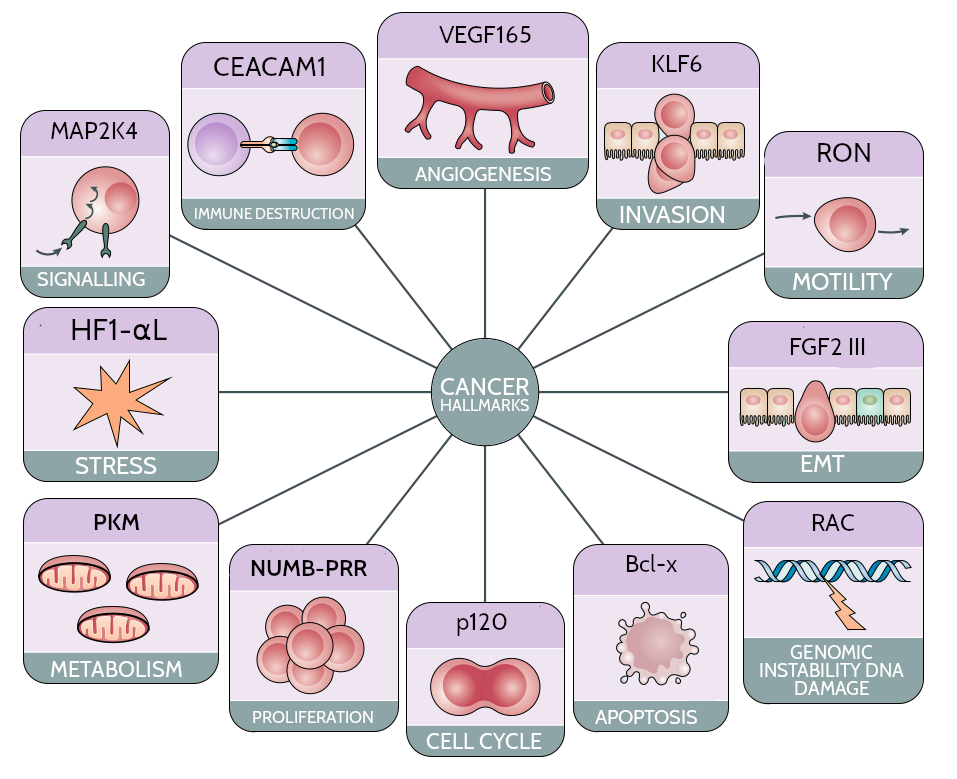 VEGF165
ANGIOGENESIS
CEACAM1
IMMUNE DESTRUCTION
KLF6
INVASION
MAP2K4
SIGNALLING
RON
MOTILITY
HF1-αL
STRESS
CANCER
HALLMARKS
FGF2 III
EMT
PKM
METABOLISM
NUMB-PRR
PROLIFERATION
p120
CELL CYCLE
Bcl-x
APOPTOSIS
RAC
GENOMIC
INSTABILITY DNA
DAMAGE